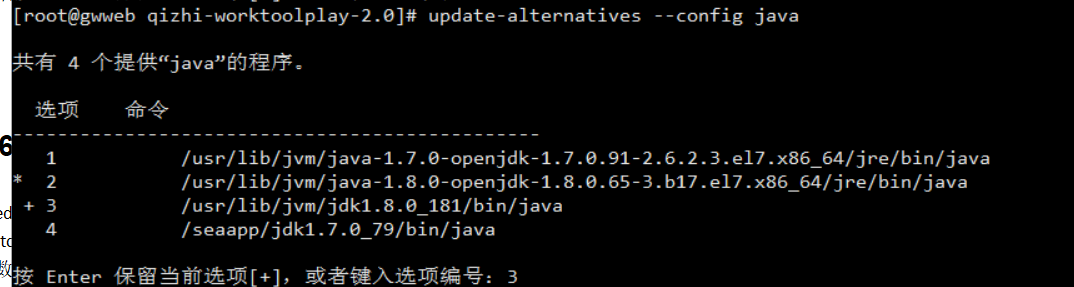 [root@gwweb qizhi-worktoolplay-2.0]# update-alternatives --config java
共有 4 个提供“java”的程序。
选项 命令
-----------------------------------------------
1 /usr/lib/jvm/java-1.7.0-openjdk-1.7.0.91-2.6.2.3.el7.x86_64/jre/bin/java
* 2 /usr/lib/jvm/java-1.8.0-openjdk-1.8.0.65-3.b17.el7.x86_64/jre/bin/java
+ 3 /usr/lib/jvm/jdk1.8.0_181/bin/java
4 /seaapp/jdk1.7.0_79/bin/java
按 Enter 保留当前选项[+]，或者键入选项编号：3
6
ed
to
数